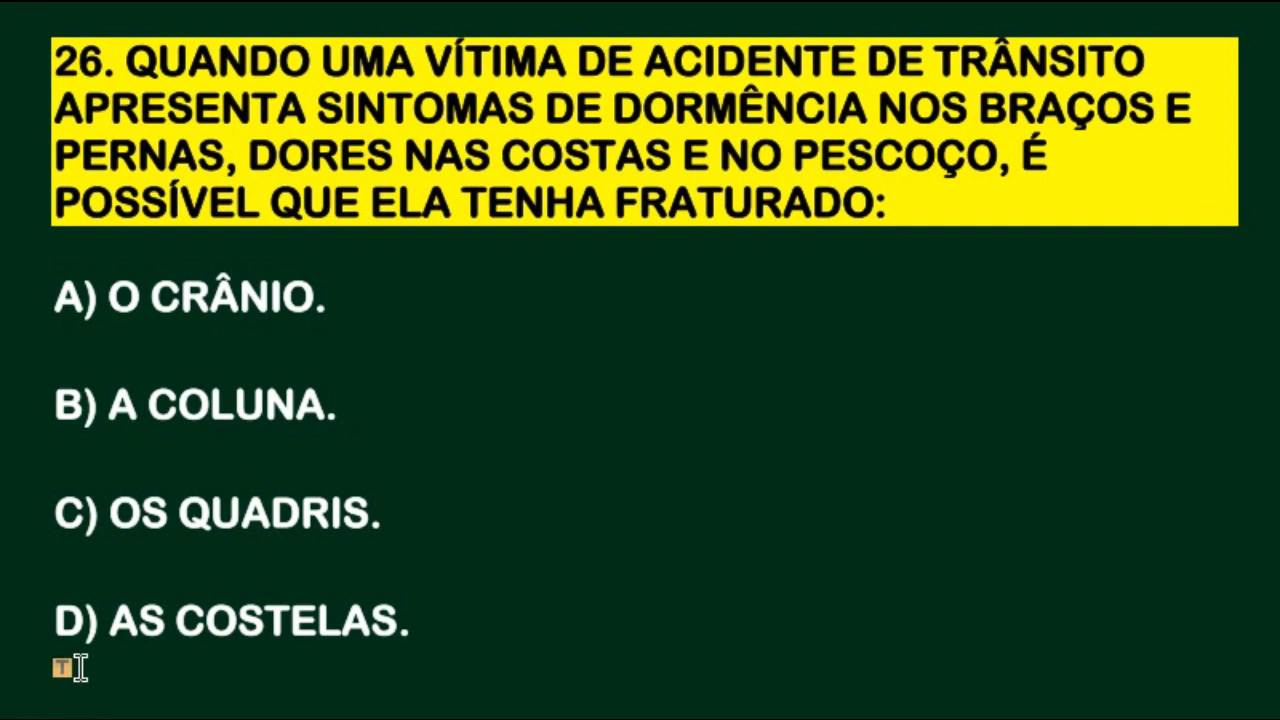 26. QUANDO UMA VÍTIMA DE ACIDENTE DE TRÂNSITO
APRESENTA SINTOMAS DE DORMÊNCIA NOS BRAÇOS E
PERNAS, DORES NAS COSTAS E NO PESCOÇO, É
POSSÍVEL QUE ELA TENHA FRATURADO:
A) O CRÂNIO.
B) A COLUNA.
C) OS QUADRIS.
D) AS COSTELAS.
T